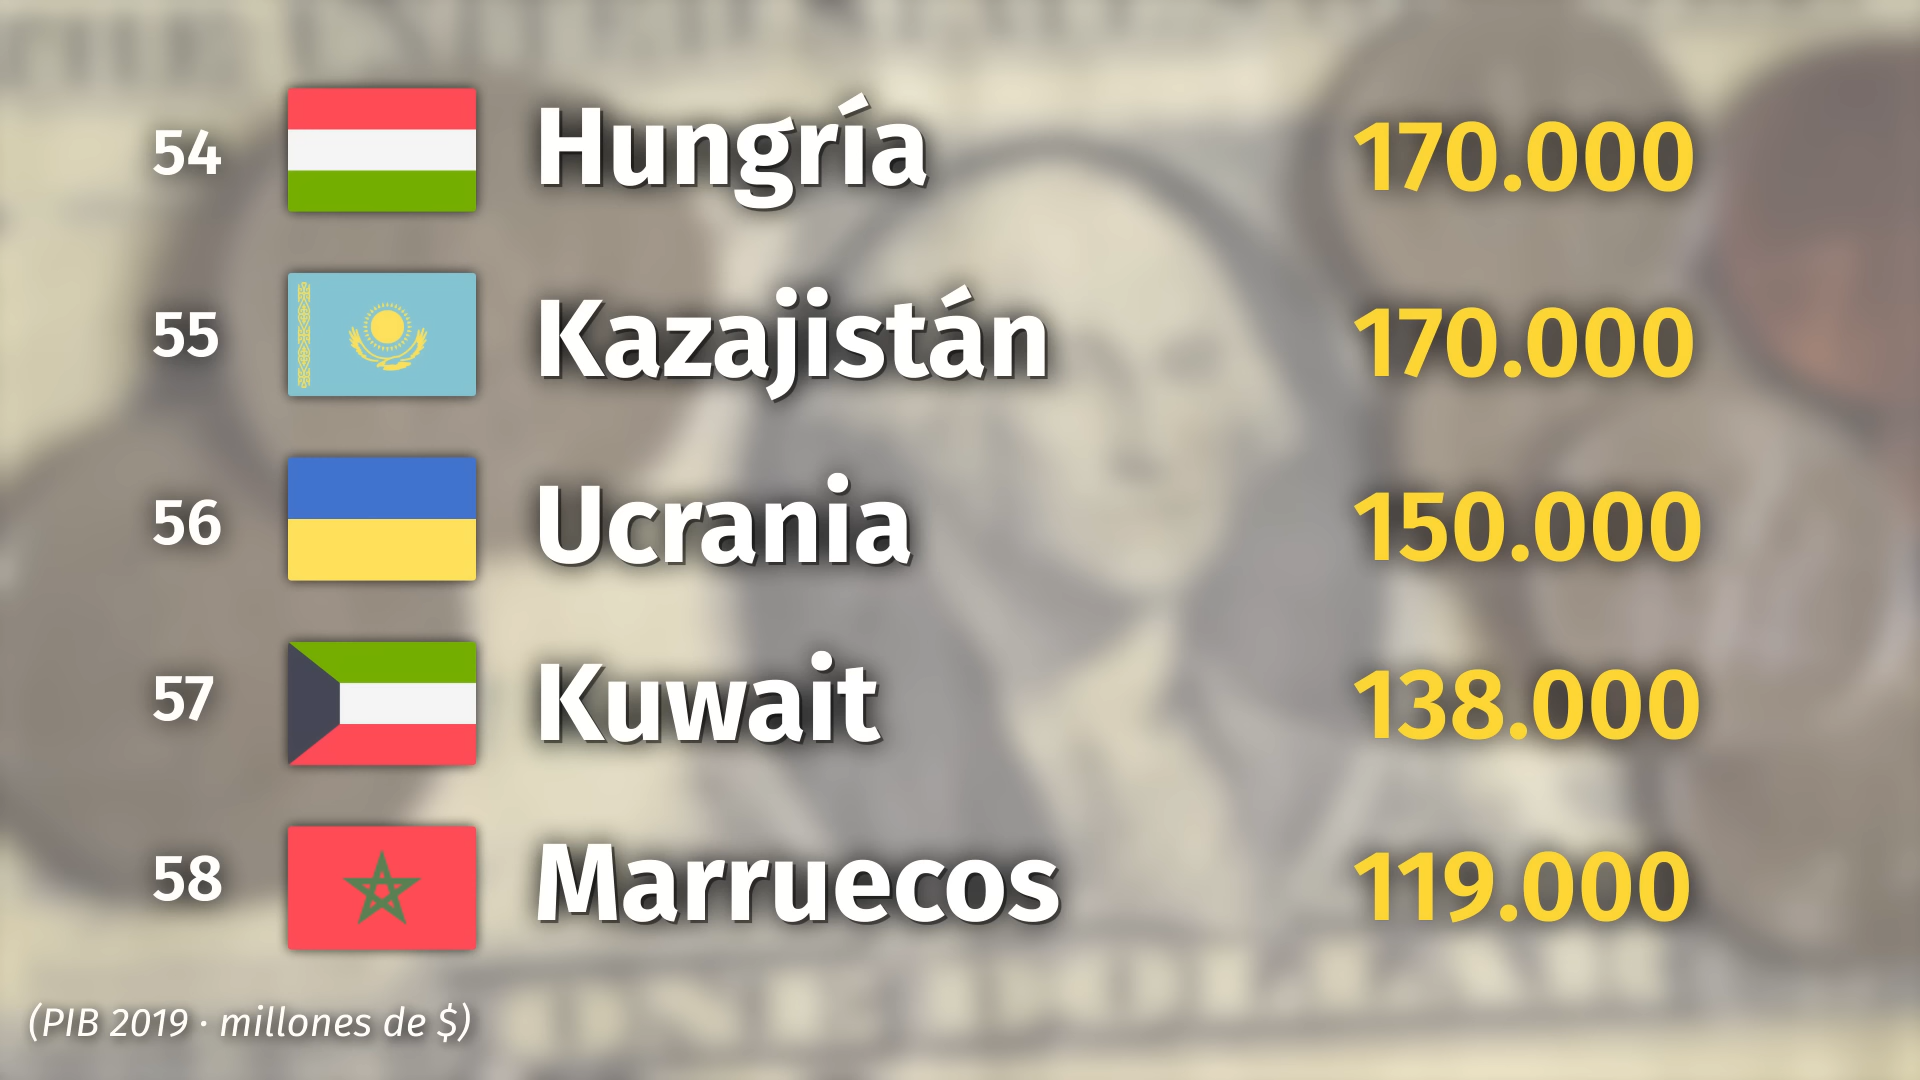 54 Hungría 170.000
55 Kazajistán 170.000
56 Ucrania 150.000
57 Kuwait 138.000
58 Marruecos 119.000
(PIB 2019 · millones de $)